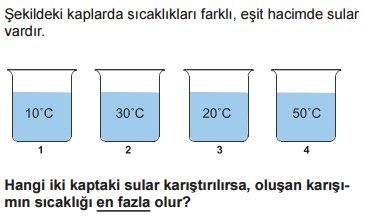 Şekildeki kaplarda sıcaklıkları farklı, eşit hacimde sular
vardır.
10°C 30°C 20°C 50°C
1 2 3 4
Hangi iki kaptaki sular karıştırılırsa, oluşan karışı-
mın sıcaklığı en fazla olur?